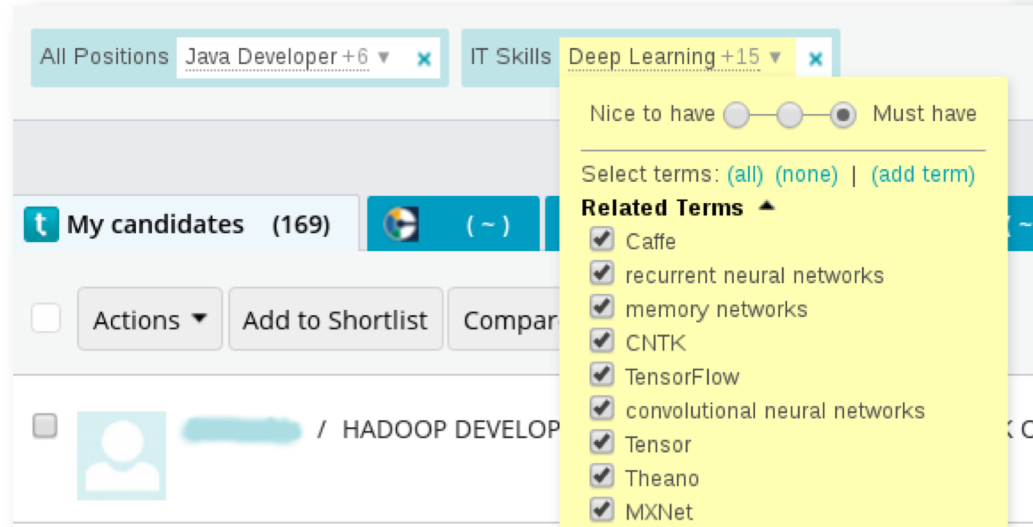 All Positions Java Developer +6 ▼ × IT Skills Deep Learning +15 ▼ ×
Nice to have Must have
Select terms: (all) (none) | (add term)
Related Terms ▲
t My candidates (169) ( ~ ) ( ~
Caffe
recurrent neural networks
memory networks
Actions ▼ Add to Shortlist Compar
CNTK
TensorFlow
convolutional neural networks
/ HADOOP DEVELOP
Tensor
Theano
MXNet